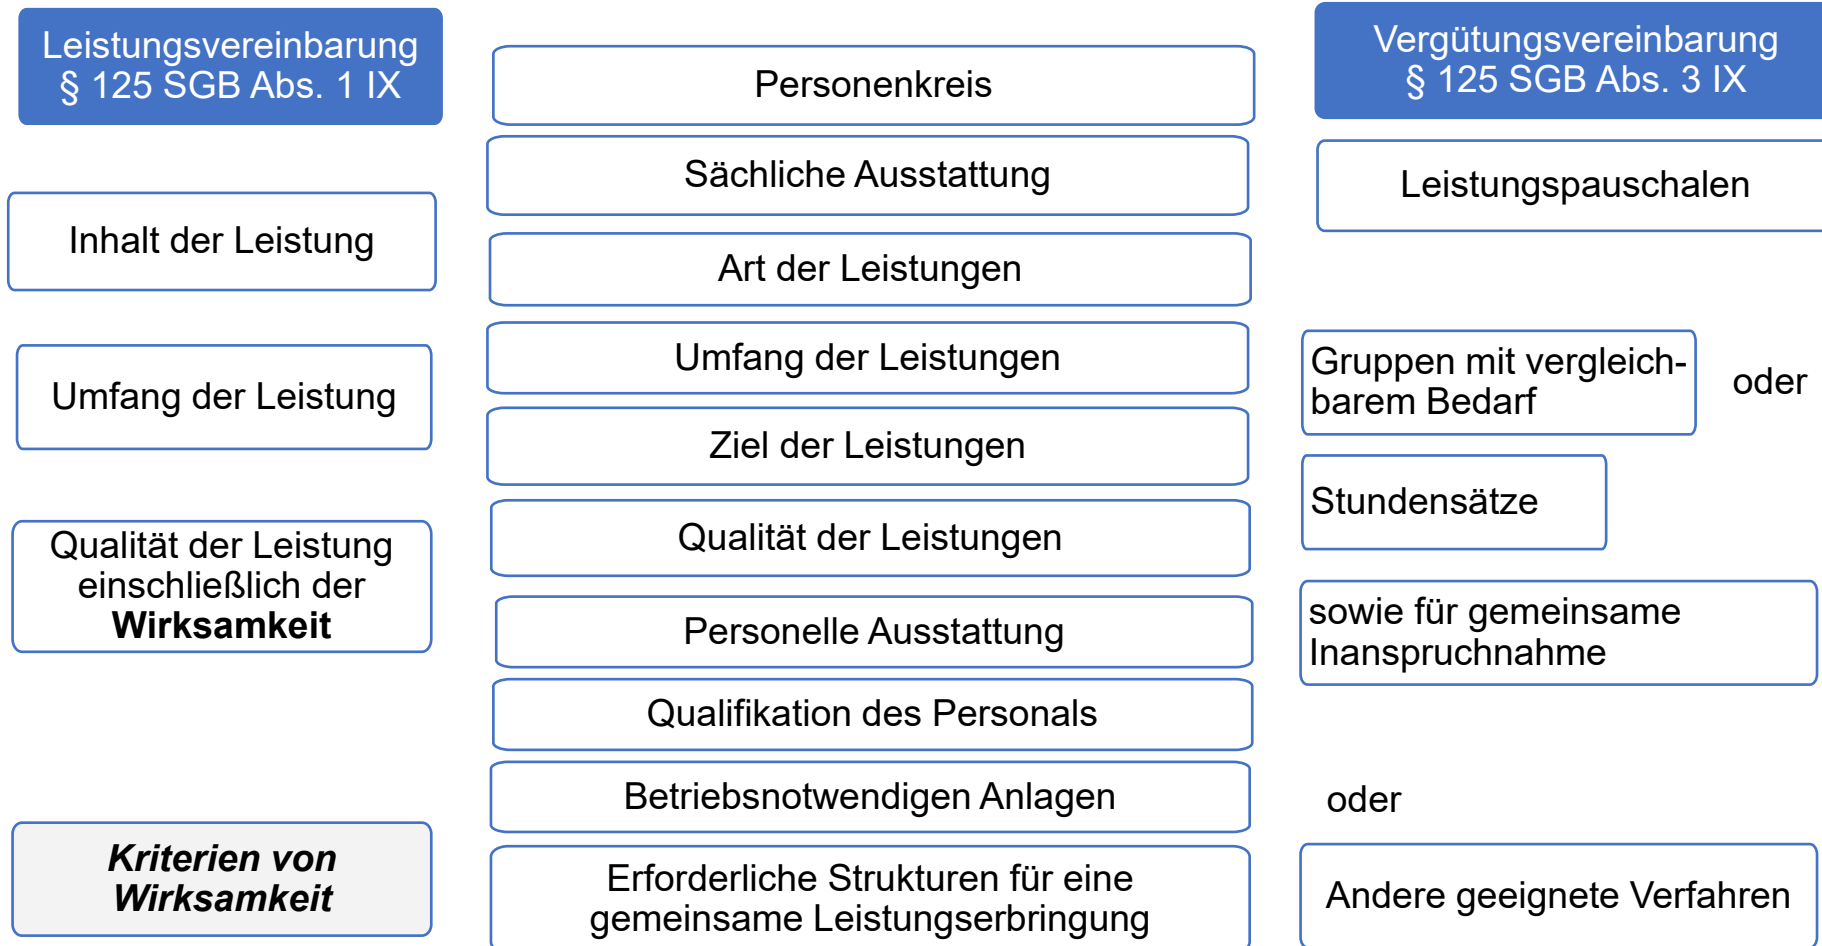 Leistungsvereinbarung
§ 125 SGB Abs. 1 IX
Inhalt der Leistung
Umfang der Leistung
Qualität der Leistung
einschließlich der
Wirksamkeit
Kriterien von
Wirksamkeit
Personenkreis
Sächliche Ausstattung
Art der Leistungen
Umfang der Leistungen
Ziel der Leistungen
Qualität der Leistungen
Personelle Ausstattung
Qualifikation des Personals
Betriebsnotwendigen Anlagen
Erforderliche Strukturen für eine
gemeinsame Leistungserbringung
Vergütungsvereinbarung
§ 125 SGB Abs. 3 IX
Leistungspauschalen
Gruppen mit vergleich-
barem Bedarf
oder
Stundensätze
sowie für gemeinsame
Inanspruchnahme
oder
Andere geeignete Verfahren